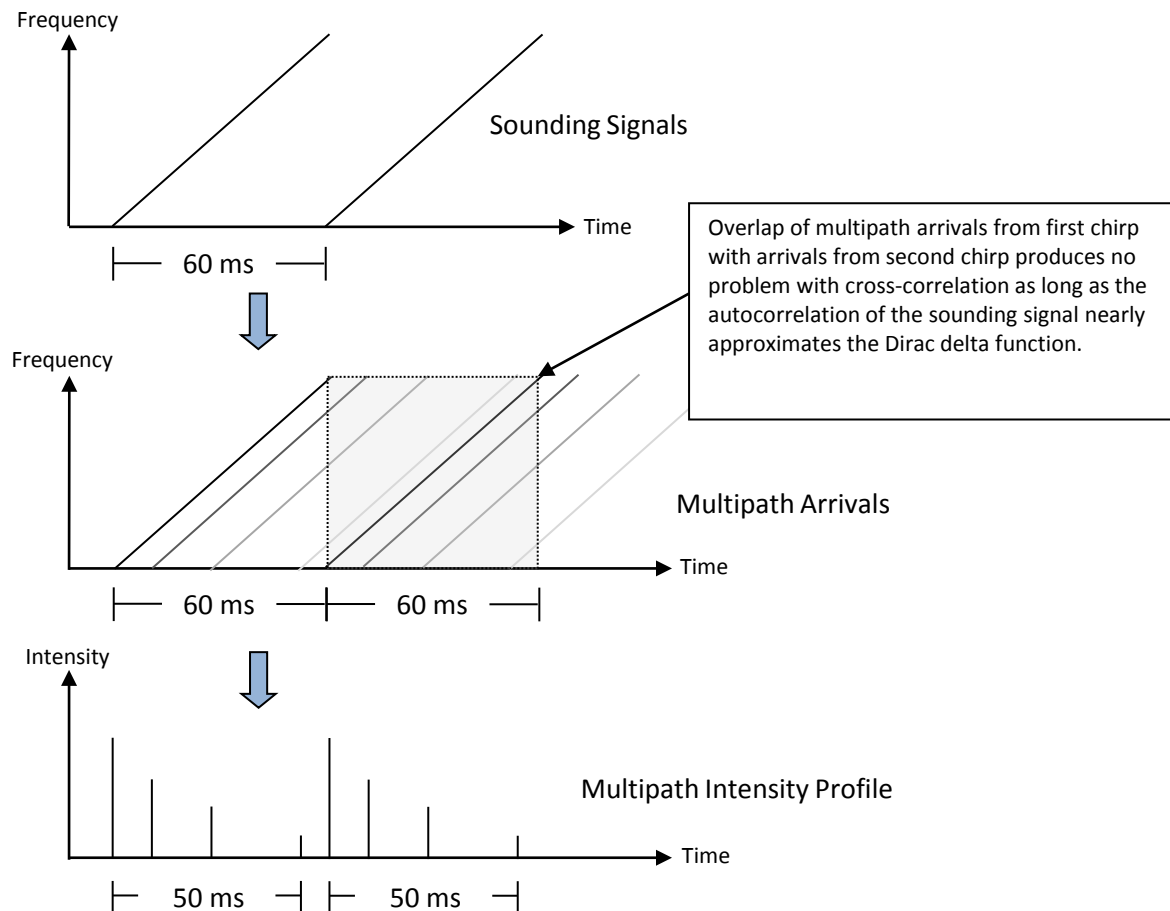 Frequency
Sounding Signals
Time
60 ms
Overlap of multipath arrivals from first chirp
with arrivals from second chirp produces no
problem with cross-correlation as long as the
autocorrelation of the sounding signal nearly
approximates the Dirac delta function.
Frequency
Multipath Arrivals
Time
60 ms
60 ms
Intensity
Multipath Intensity Profile
Time
50 ms
50 ms